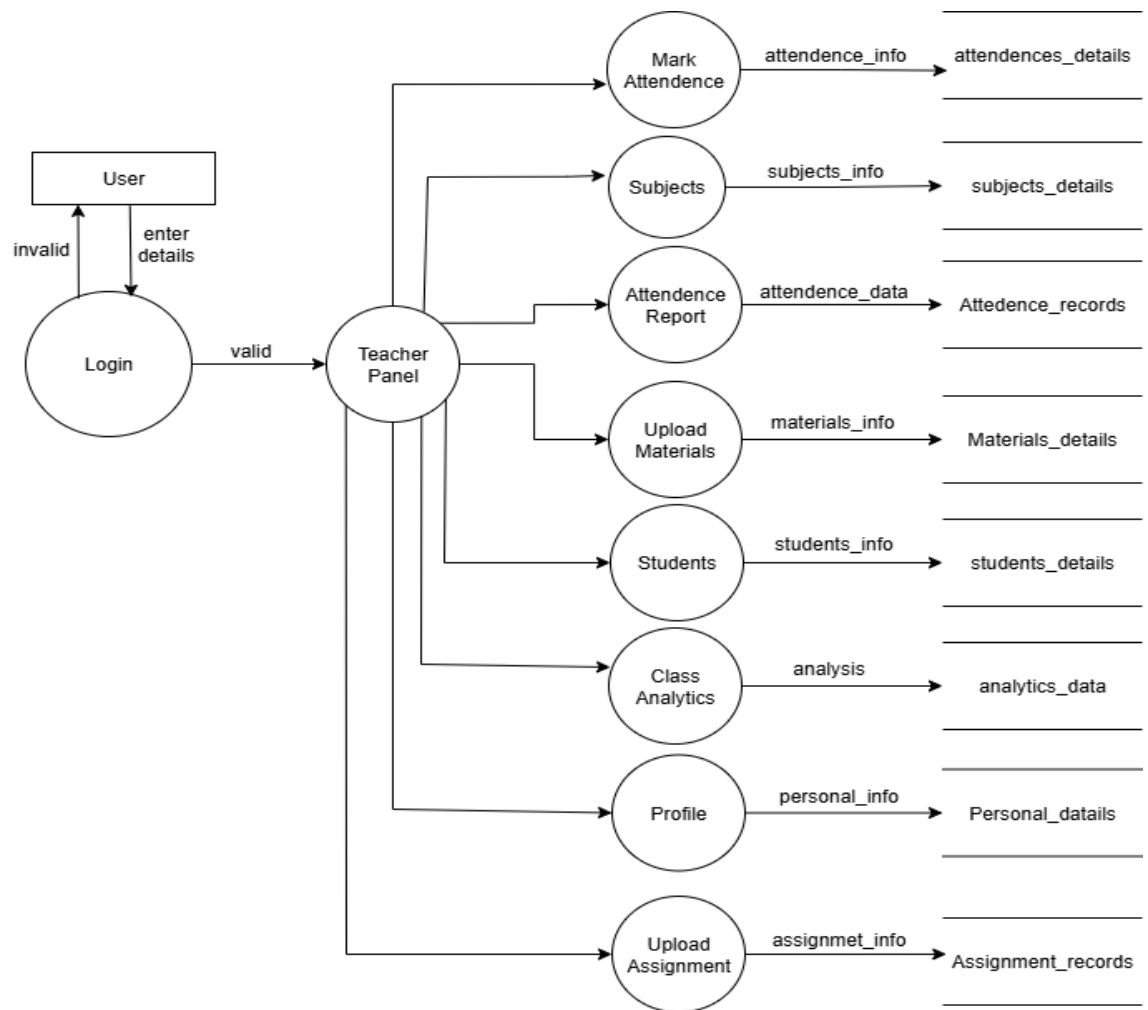 Mark
Attendence
attendence_info
attendences_details
User
Subjects
subjects_info
subjects_details
invalid
enter
details
Attendence
Report
attendence_data
Attedence_records
Login
valid
Teacher
Panel
Upload
Materials
materials_info
Materials_details
Students
students_info
students_details
Class
Analytics
analysis
analytics_data
Profile
personal_info
Personal_datails
Upload
Assignment
assignmet_info
Assignment_records